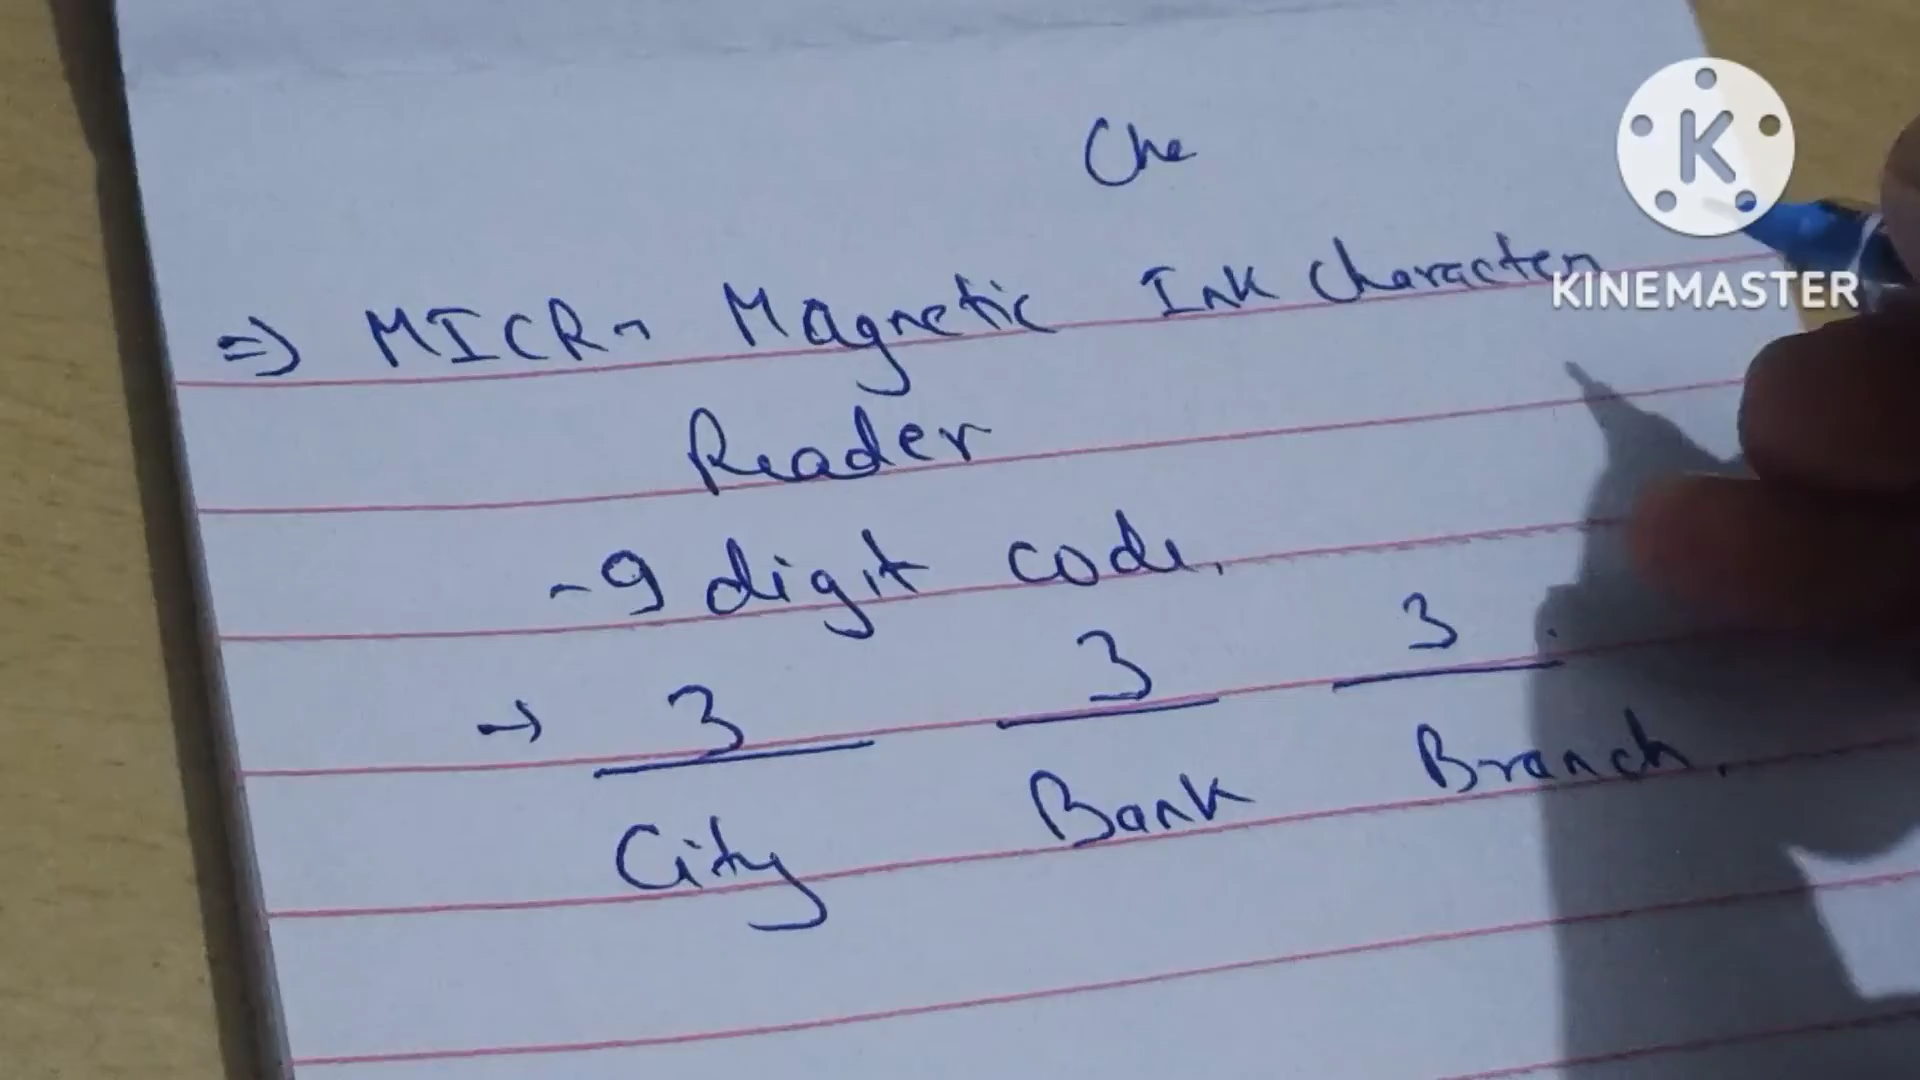 Che
K
KINEMASTER
⇒ MICR → Magnetic Ink Character
Reader
- 9 digit code.
→ 3 3 3
City Bank Branch.